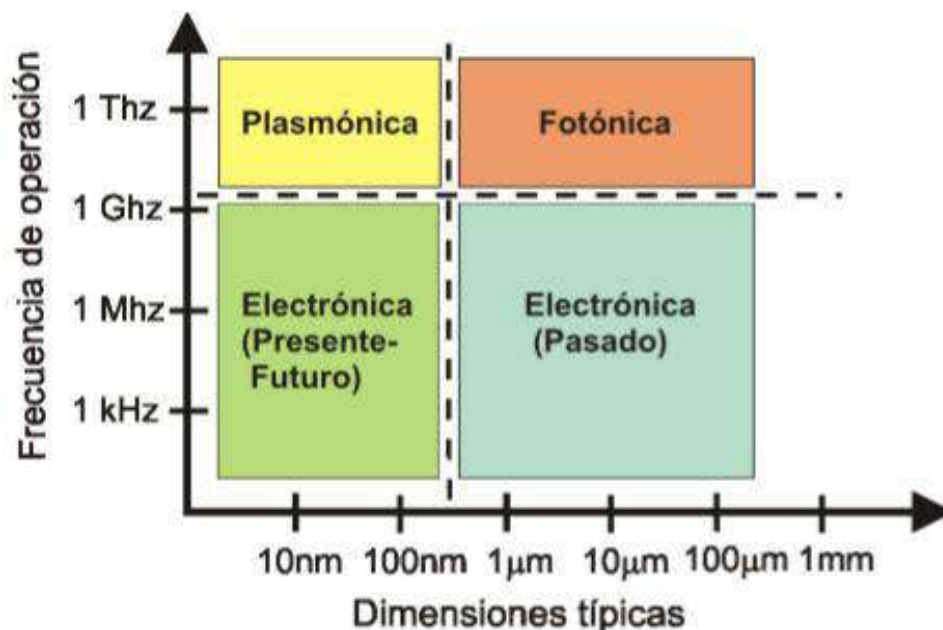 Frecuencia de operación
1 Thz
1 Ghz
1 Mhz
1 kHz
Plasmónica
Fotónica
Electrónica
(Presente-
Futuro)
Electrónica
(Pasado)
10nm 100nm 1μm 10μm 100μm 1mm
Dimensiones típicas